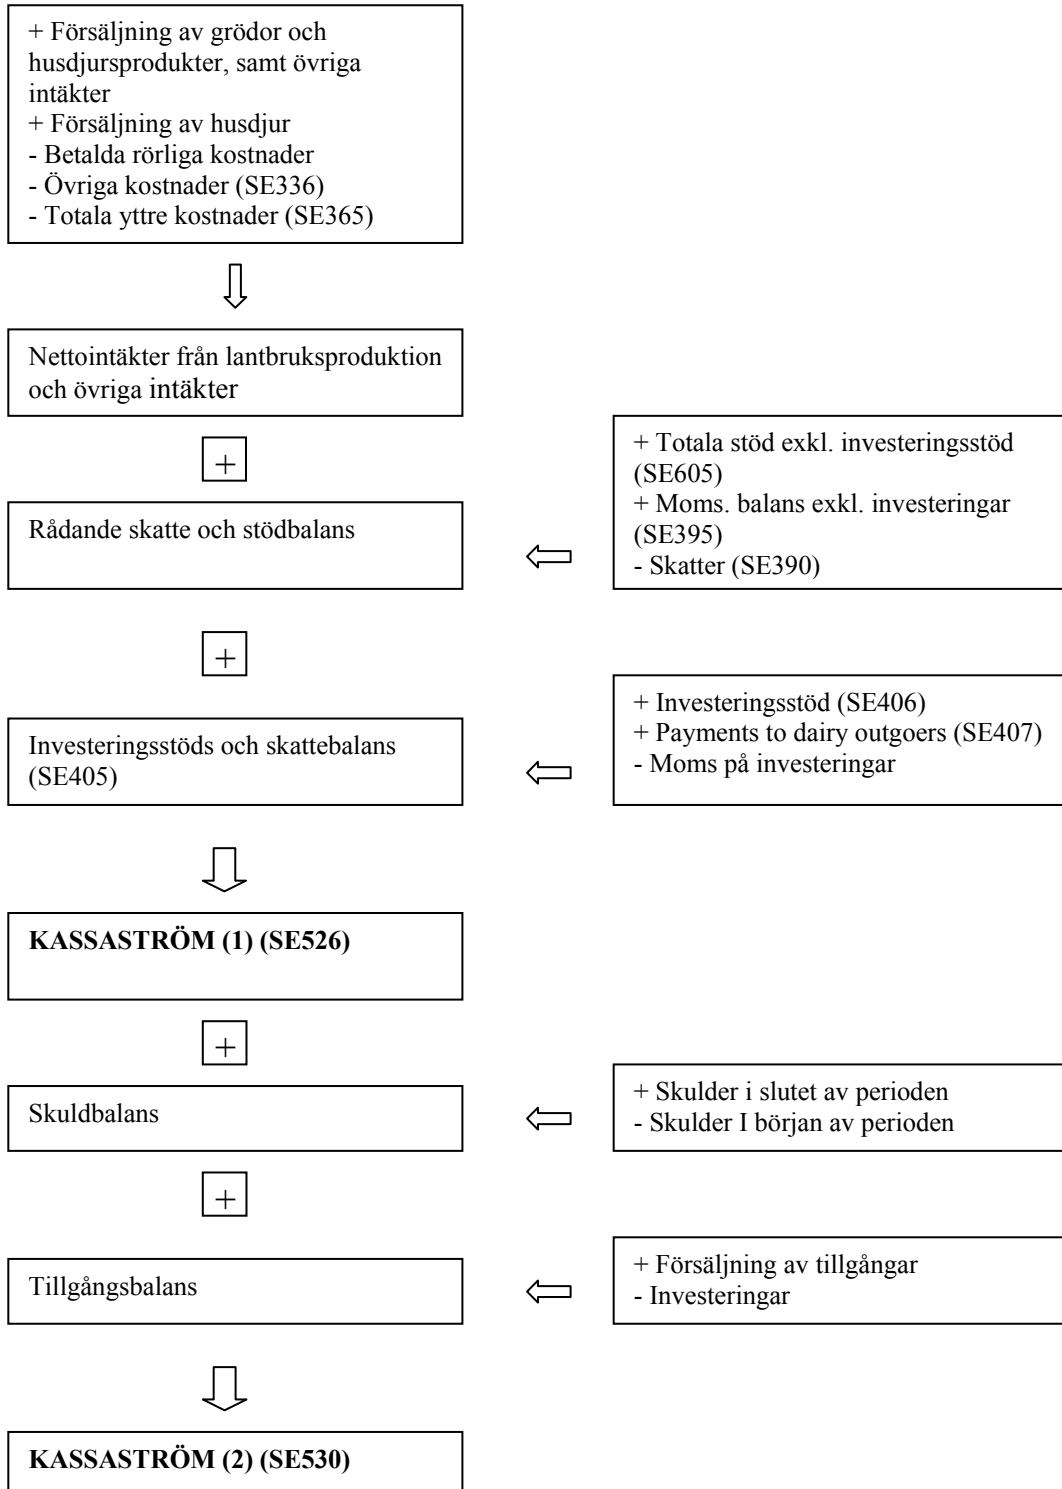 + Försäljning av grödor och
husdjursprodukter, samt övriga
intäkter
+ Försäljning av husdjur
- Betalda rörliga kostnader
- Övriga kostnader (SE336)
- Totala yttre kostnader (SE365)
Nettointäkter från lantbruksproduktion
och övriga intäkter
+
+ Totala stöd exkl. investeringsstöd
(SE605)
+ Moms. balans exkl. investeringar
(SE395)
- Skatter (SE390)
Rådande skatte och stödbalans
+
+ Investeringsstöd (SE406)
+ Payments to dairy outgoers (SE407)
- Moms på investeringar
Investeringsstöds och skattebalans
(SE405)
KASSASTRÖM (1) (SE526)
+
+ Skulder i slutet av perioden
- Skulder I början av perioden
Skuldbalans
+
+ Försäljning av tillgångar
- Investeringar
Tillgångsbalans
KASSASTRÖM (2) (SE530)